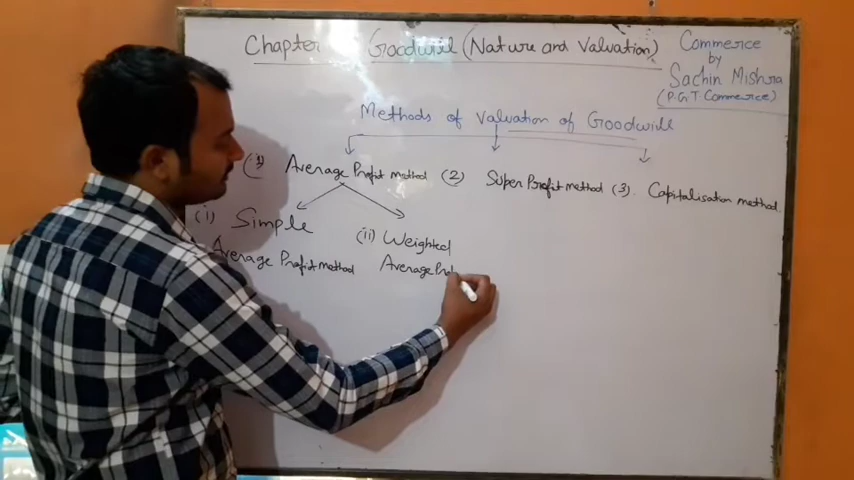 Chapter Goodwill (Nature and Valuation)
Commerce
by
Sachin Mishra
(P.G.T. Commerce)
Methods of Valuation of Goodwill
(1) Average Profit method (2) Super Profit method (3). Capitalisation method.
(i) Simple
Average Profit method
(ii) Weighted
Average